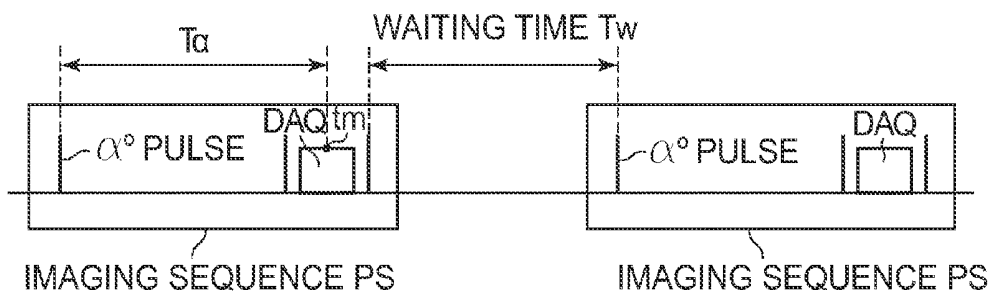 Tα
WAITING TIME Tw
DAQ tm
α° PULSE
DAQ
α° PULSE
IMAGING SEQUENCE PS
IMAGING SEQUENCE PS